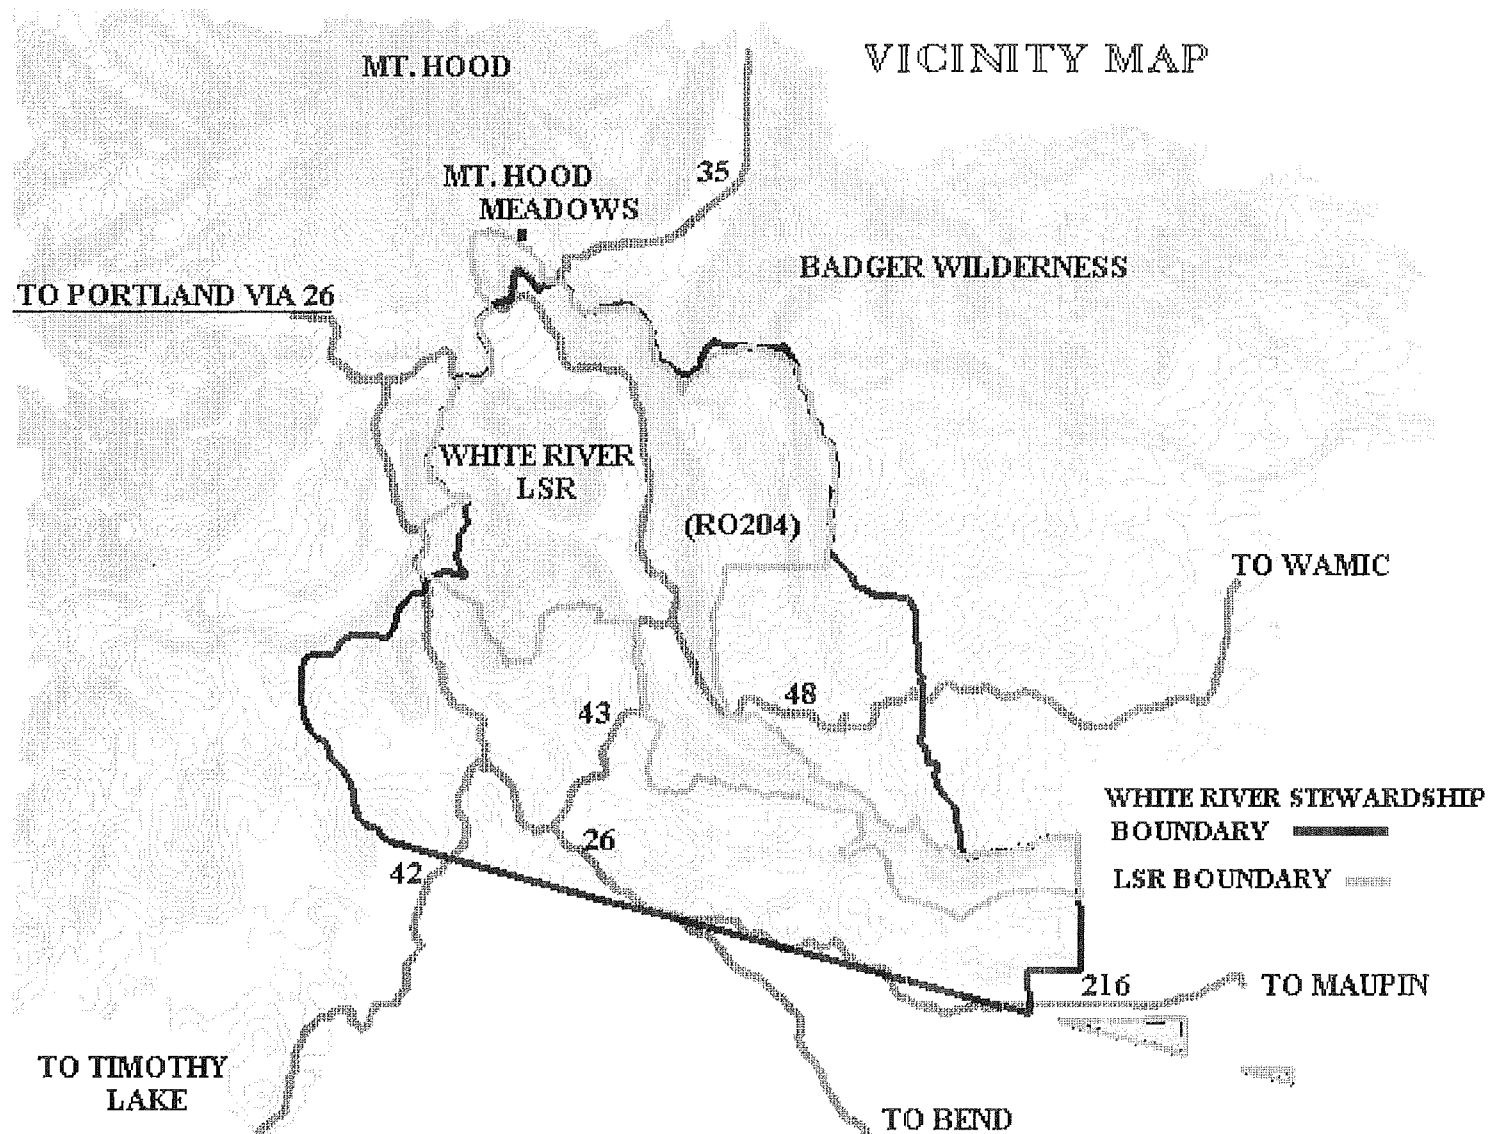 VICINITY MAP
MT. HOOD
35
MT. HOOD
MEADOWS
BADGER WILDERNESS
TO PORTLAND VIA 26
WHITE RIVER
LSR
(RO204)
TO WAMIC
48
43
WHITE RIVER STEWARDSHIP
BOUNDARY
26
42
LSR BOUNDARY
216
TO MAUPIN
TO TIMOTHY
LAKE
TO BEND